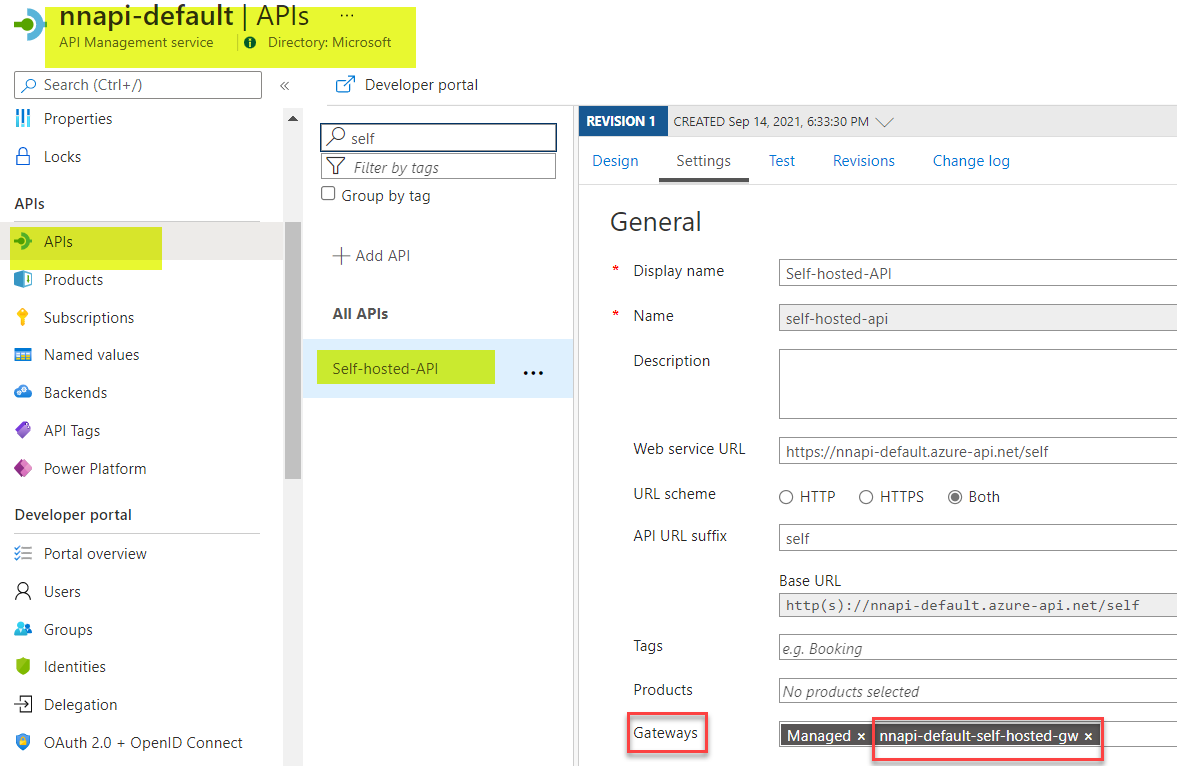 nnapi-default | APIs ...
API Management service
Directory: Microsoft
Search (Ctrl+/)
«
Properties
Locks
APIs
APIs
Products
Subscriptions
Named values
Backends
API Tags
Power Platform
Developer portal
Portal overview
Users
Groups
Identities
Delegation
OAuth 2.0 + OpenID Connect
Developer portal
self
Filter by tags
Group by tag
Add API
All APIs
Self-hosted-API ...
REVISION 1 CREATED Sep 14, 2021, 6:33:30 PM
Design Settings Test Revisions Change log
General
* Display name Self-hosted-API
* Name self-hosted-api
Description
Web service URL https://nnapi-default.azure-api.net/self
URL scheme HTTP HTTPS Both
API URL suffix self
Base URL
http(s)://nnapi-default.azure-api.net/self
Tags e.g. Booking
Products No products selected
Gateways Managed × nnapi-default-self-hosted-gw ×